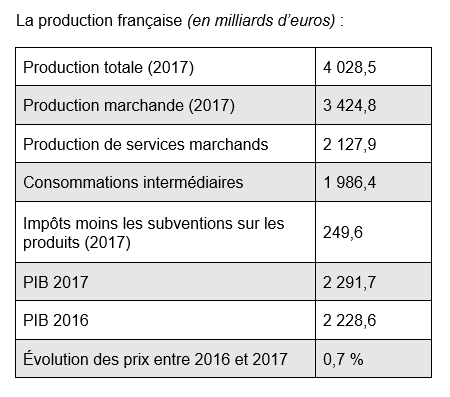 La production française (en milliards d’euros) :
Production totale (2017) 4 028,5
Production marchande (2017) 3 424,8
Production de services marchands 2 127,9
Consommations intermédiaires 1 986,4
Impôts moins les subventions sur les
produits (2017) 249,6
PIB 2017 2 291,7
PIB 2016 2 228,6
Évolution des prix entre 2016 et 2017 0,7 %